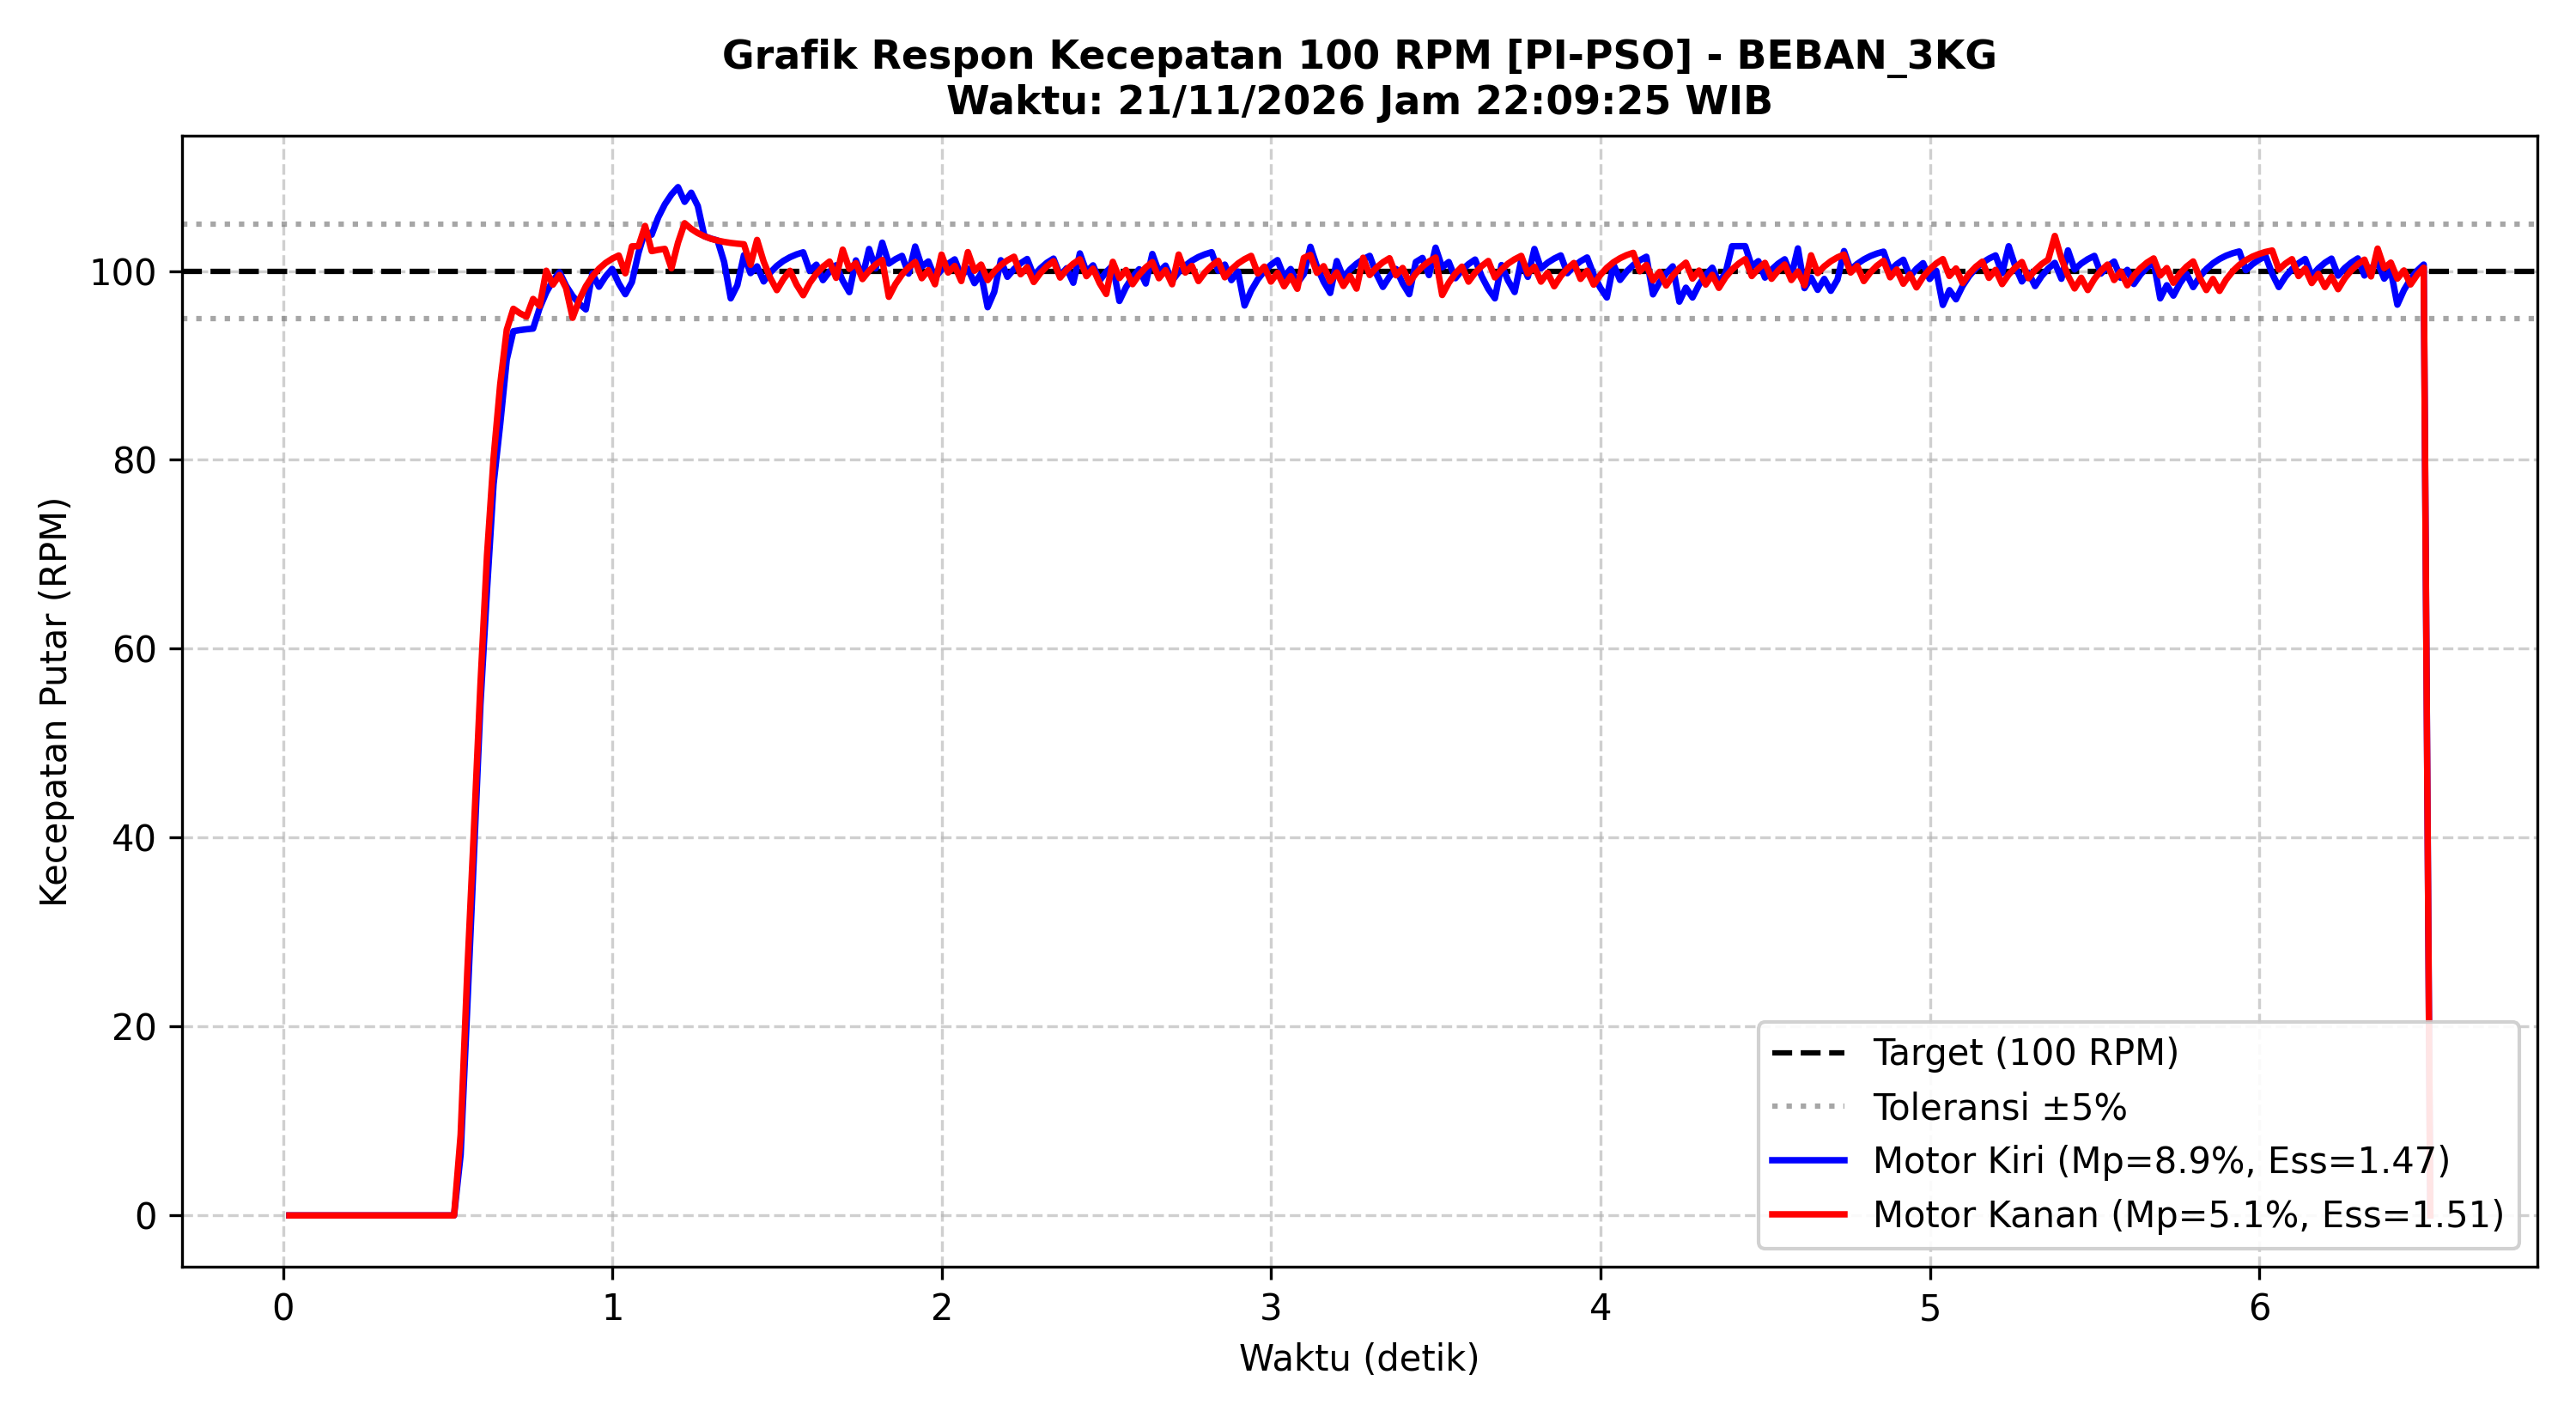 Grafik Respon Kecepatan 100 RPM [PI-PSO] - BEBAN_3KG
Waktu: 21/11/2026 Jam 22:09:25 WIB
Kecepatan Putar (RPM)
100
80
60
40
20
0
Target (100 RPM)
Toleransi ±5%
Motor Kiri (Mp=8.9%, Ess=1.47)
Motor Kanan (Mp=5.1%, Ess=1.51)
0 1 2 3 4 5 6
Waktu (detik)